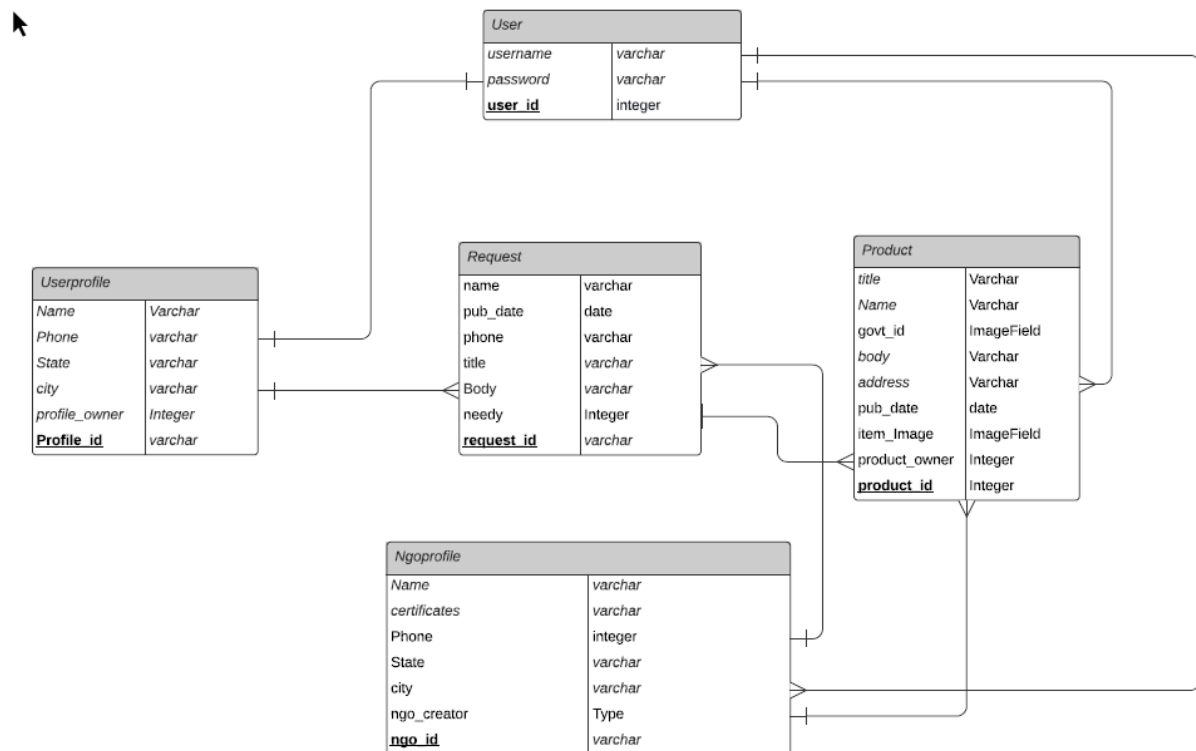 User
username varchar
password varchar
user_id integer
Userprofile
Name Varchar
Phone varchar
State varchar
city varchar
profile_owner Integer
Profile_id varchar
Request
name varchar
pub_date date
phone varchar
title varchar
Body varchar
needy Integer
request_id varchar
Product
title Varchar
Name Varchar
govt_id ImageField
body Varchar
address Varchar
pub_date date
item_Image ImageField
product_owner Integer
product_id Integer
Ngoprofile
Name varchar
certificates varchar
Phone integer
State varchar
city varchar
ngo_creator Type
ngo_id varchar